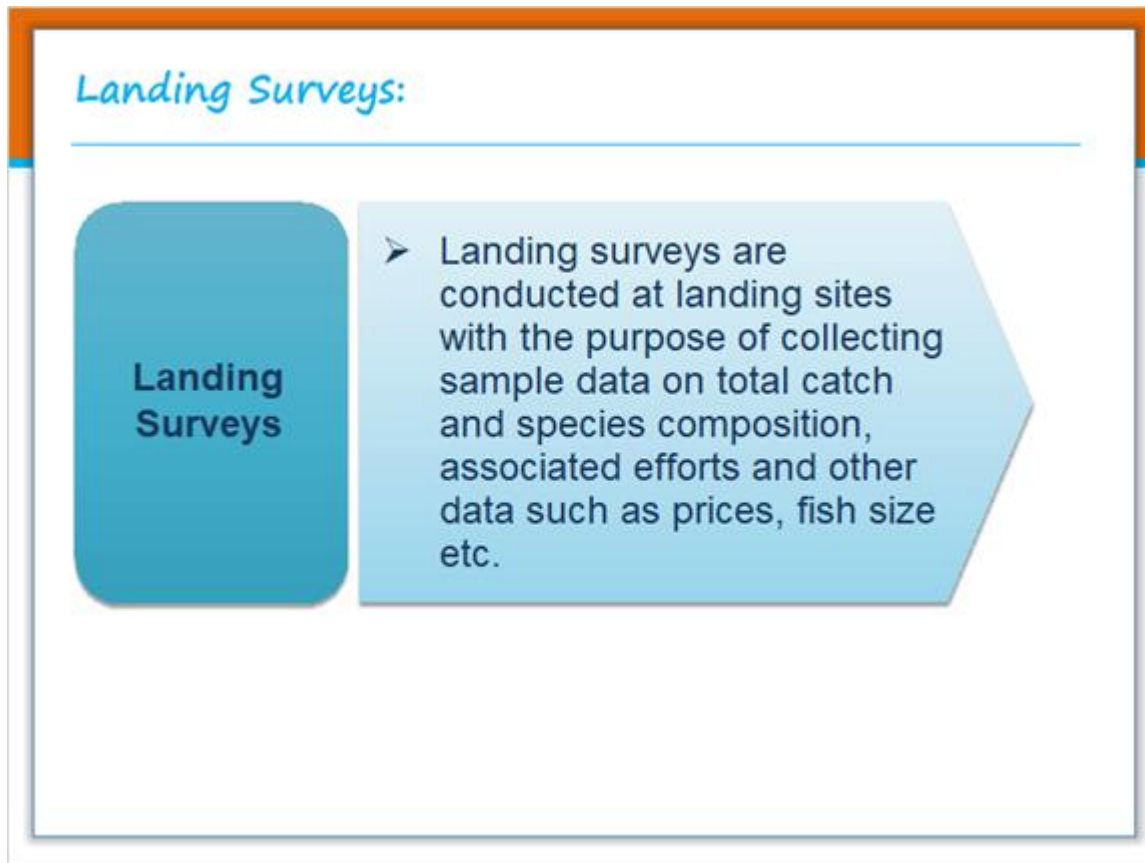 Landing Surveys:
Landing
Surveys
➢ Landing surveys are
conducted at landing sites
with the purpose of collecting
sample data on total catch
and species composition,
associated efforts and other
data such as prices, fish size
etc.